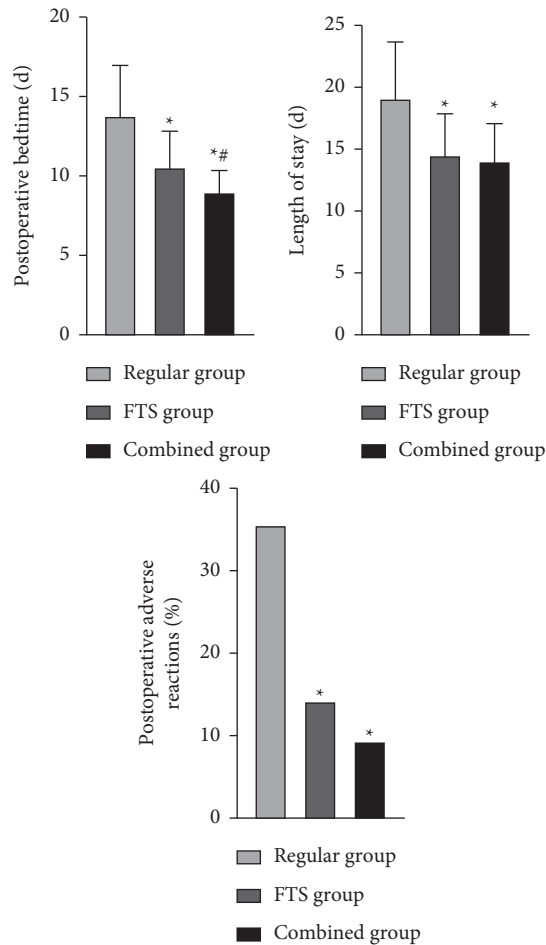 Postoperative bedtime (d)
20
15
10
5
0
*
*#
Regular group
FTS group
Combined group
Length of stay (d)
25
20
15
10
5
0
*
*
Regular group
FTS group
Combined group
Postoperative adverse
reactions (%)
40
30
20
10
0
*
*
Regular group
FTS group
Combined group